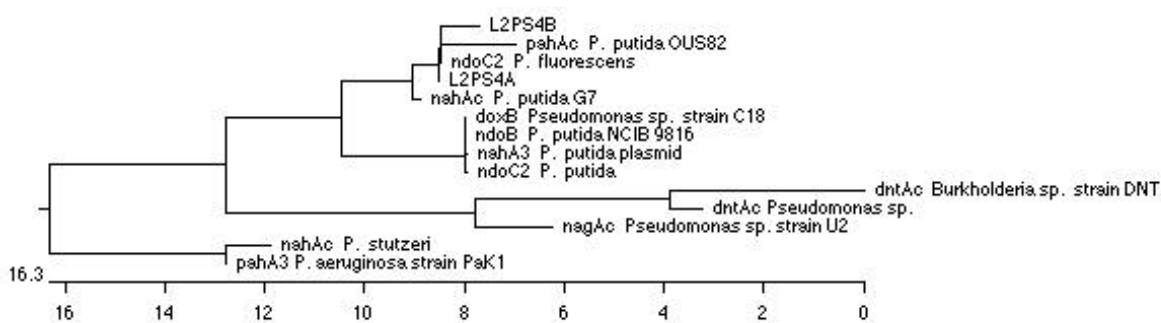 L2PS4B
pahAc P. putida OUS82
ndoC2 P. fluorescens
L2PS4A
nahAc P. putida G7
doxB Pseudomonas sp. strain C18
ndoB P. putida NCIB 9816
nahA3 P. putida plasmid
ndoC2 P. putida
dntAc Burkholderia sp. strain DNT
dntAc Pseudomonas sp.
nagAc Pseudomonas sp. strain U2
nahAc P. stutzeri
pahA3 P. aeruginosa strain PaK1
16.3
16 14 12 10 8 6 4 2 0